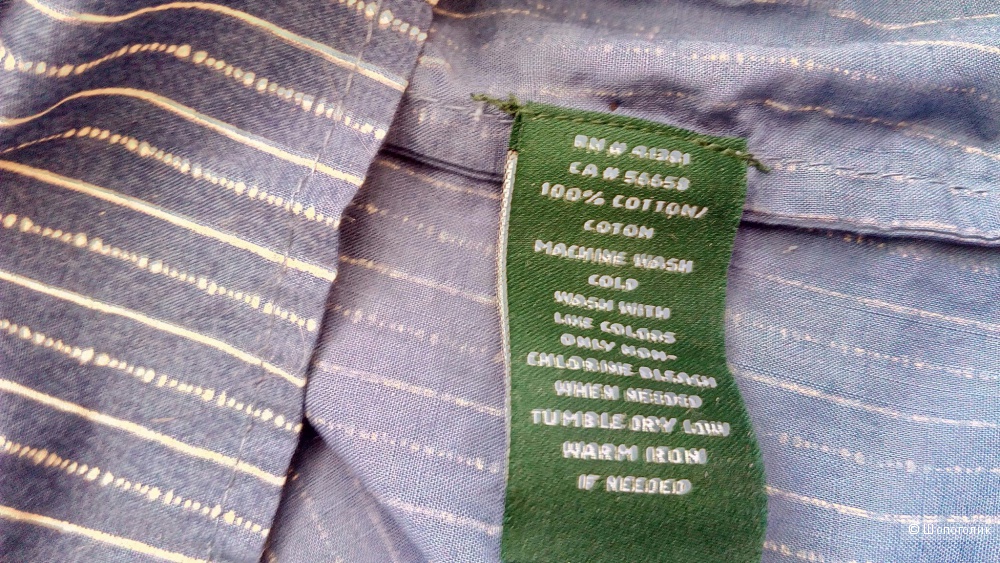 RN # 41381
CA # 56658
100% COTTON/
COTON
MACHINE WASH
COLD
WASH WITH
LIKE COLORS
ONLY NON-
CHLORINE BLEACH
WHEN NEEDED
TUMBLE DRY LOW
WARM IRON
IF NEEDED
© Шопоголик